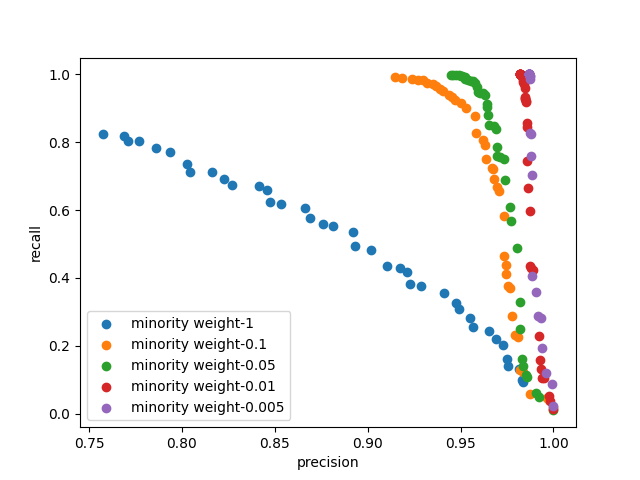 1.0
0.8
0.6
0.4
0.2
0.0
recall
minority weight-1
minority weight-0.1
minority weight-0.05
minority weight-0.01
minority weight-0.005
0.75 0.80 0.85 0.90 0.95 1.00
precision